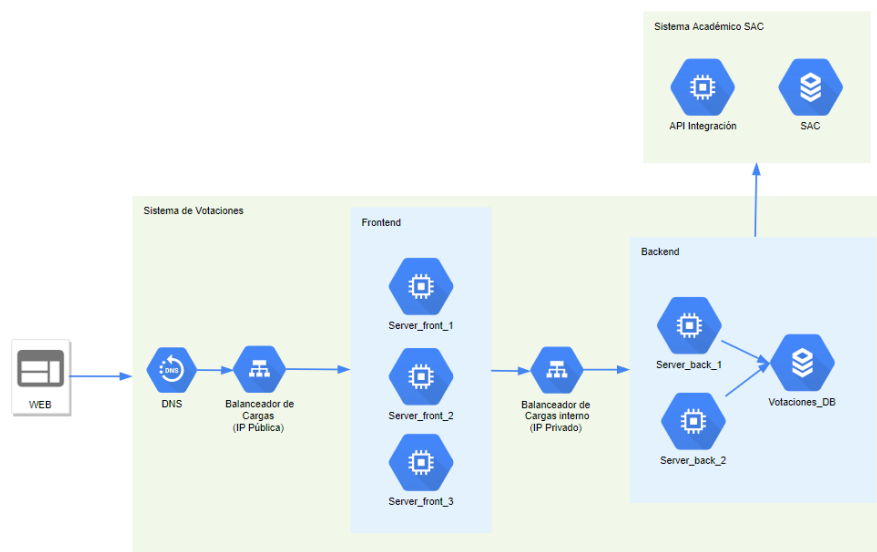 Sistema Académico SAC
API Integración
SAC
Sistema de Votaciones
Frontend
Backend
Server_front_1
Server_back_1
WEB
DNS
DNS
Balanceador de
Cargas
(IP Pública)
Server_front_2
Balanceador de
Cargas interno
(IP Privado)
Votaciones_DB
Server_back_2
Server_front_3